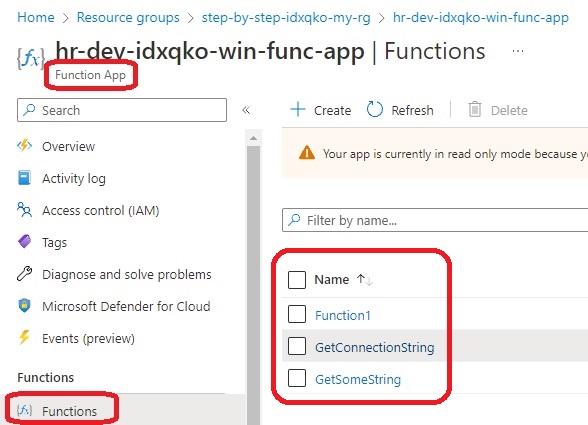 Home > Resource groups > step-by-step-idxqko-my-rg > hr-dev-idxqko-win-func-app
{fx} hr-dev-idxqko-win-func-app | Functions ...
Function App
Search «
Overview
Activity log
Access control (IAM)
Tags
Diagnose and solve problems
Microsoft Defender for Cloud
Events (preview)
Functions
{fx} Functions
+ Create Refresh Delete
Your app is currently in read only mode because
Filter by name...
Name ↑↓
Function1
GetConnectionString
GetSomeString